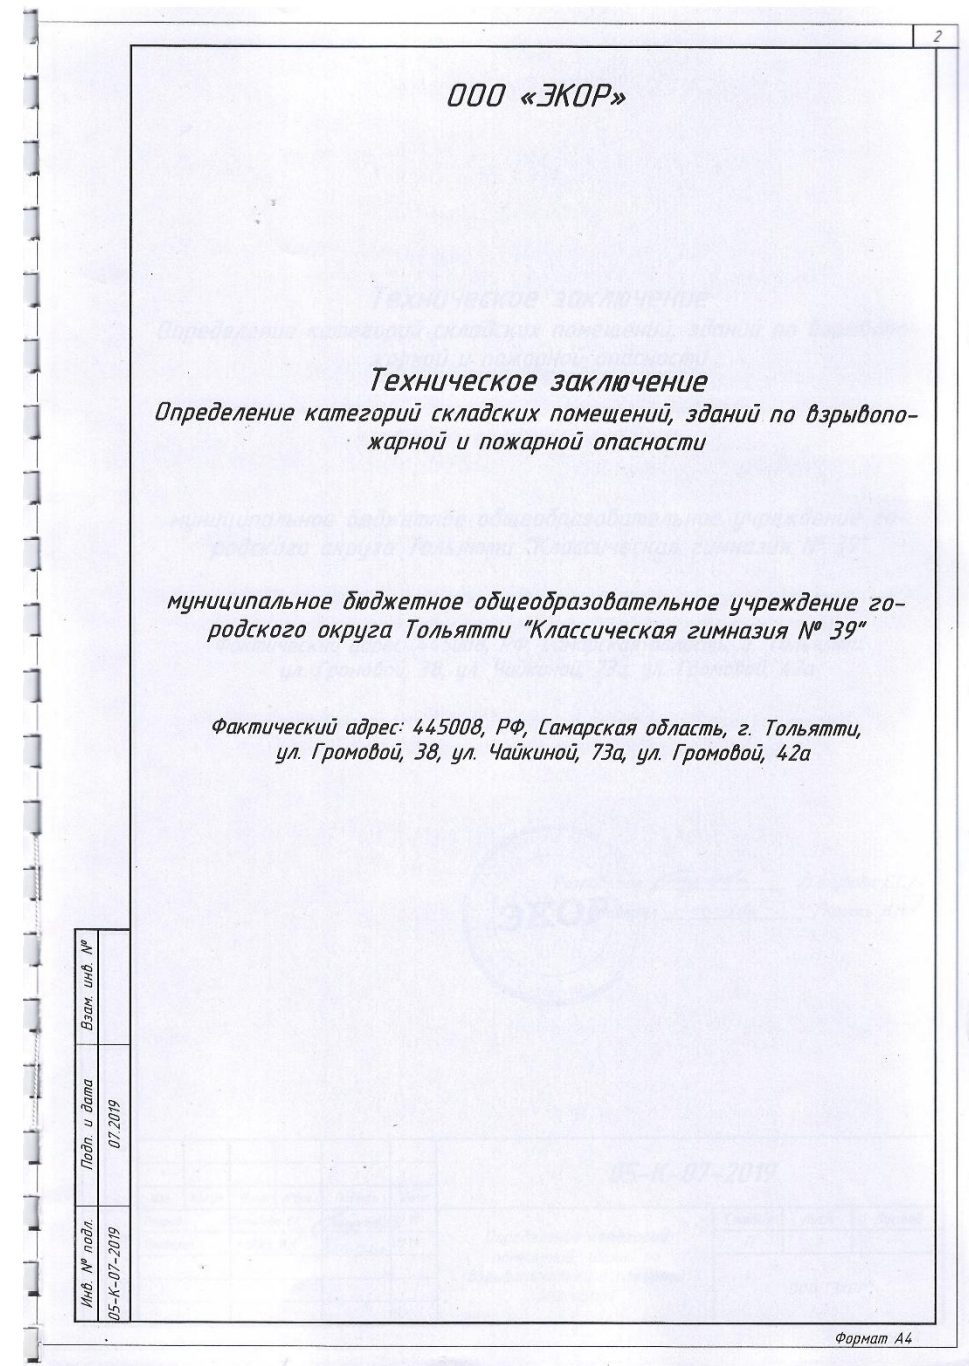 2
ООО «ЭКОР»
Техническое заключение
Определение категорий складских помещений, зданий по взрывопо-
жарной и пожарной опасности
муниципальное бюджетное общеобразовательное учреждение го-
родского округа Тольятти "Классическая гимназия № 39"
Фактический адрес: 445008, РФ, Самарская область, г. Тольятти,
ул. Громовой, 38, ул. Чайкиной, 73а, ул. Громовой, 42а
Взам. инв. №
Подп. и дата
07.2019
Инв. № подл.
05-К-07-2019
Формат А4